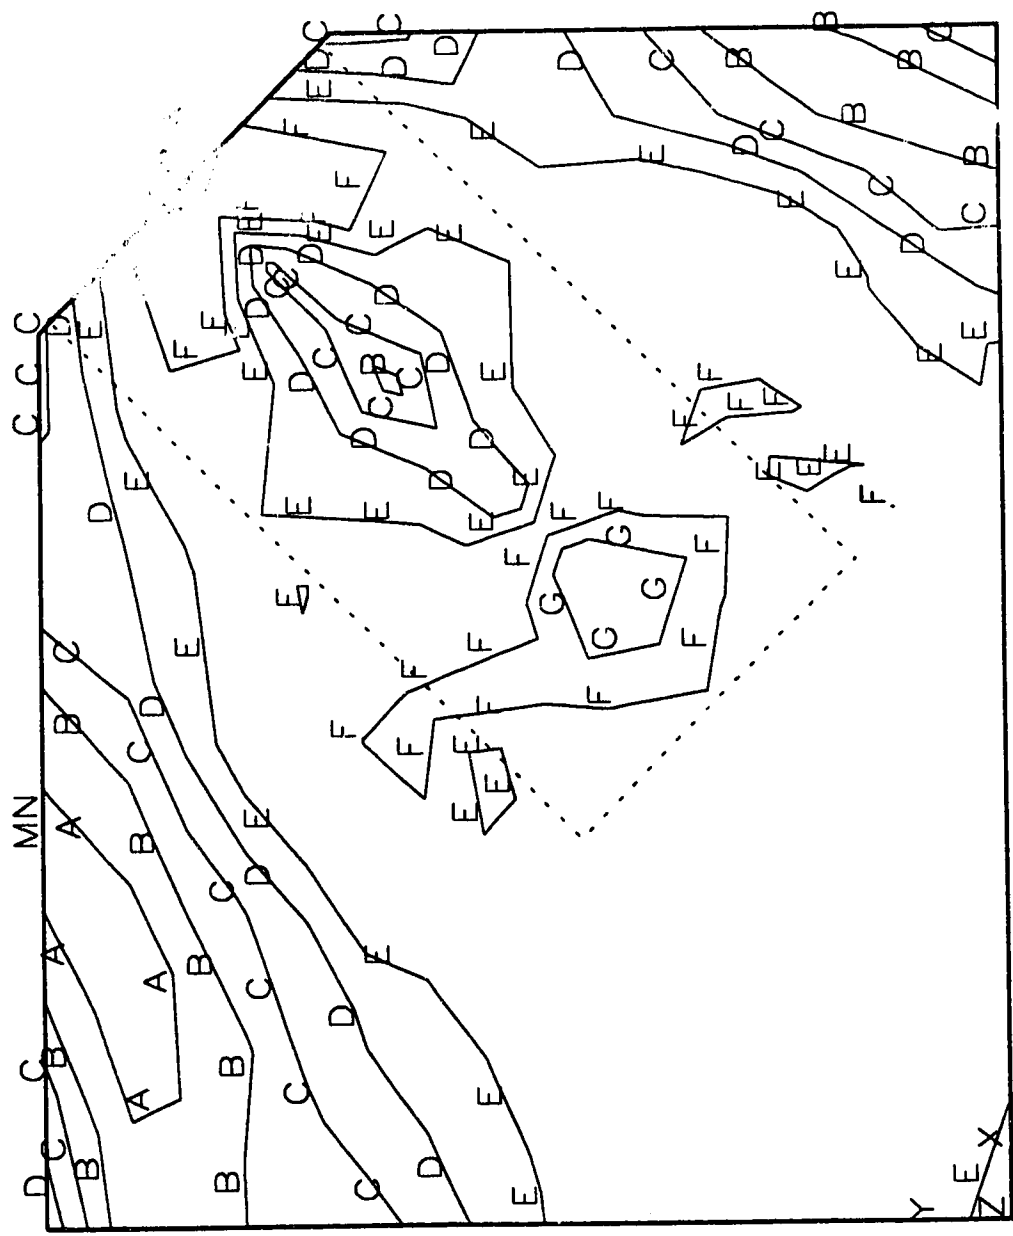 D C MN C C C
C B A A B C D
B D E
A B C E
A D
B E F
B B C E
C E D E D D E
C E E D C C F
C D E F E D C
D F F
C D B C
E E C D E D C
F F C
D D D E D
E E
E F F E D E E
E
E F E
G F D
F G G F
G E C
F F F F
F D B
E F C
E E
E E B B
F C
Y D B
E C
E E C B
Z X